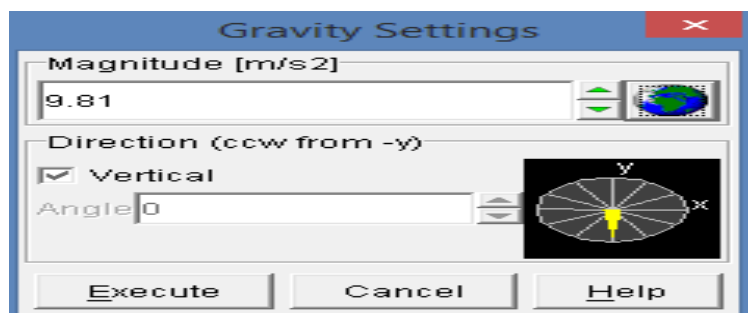 Gravity Settings
Magnitude [m/s2]
9.81
Direction (ccw from -y)
Vertical
y
x
Angle 0
Execute Cancel Help